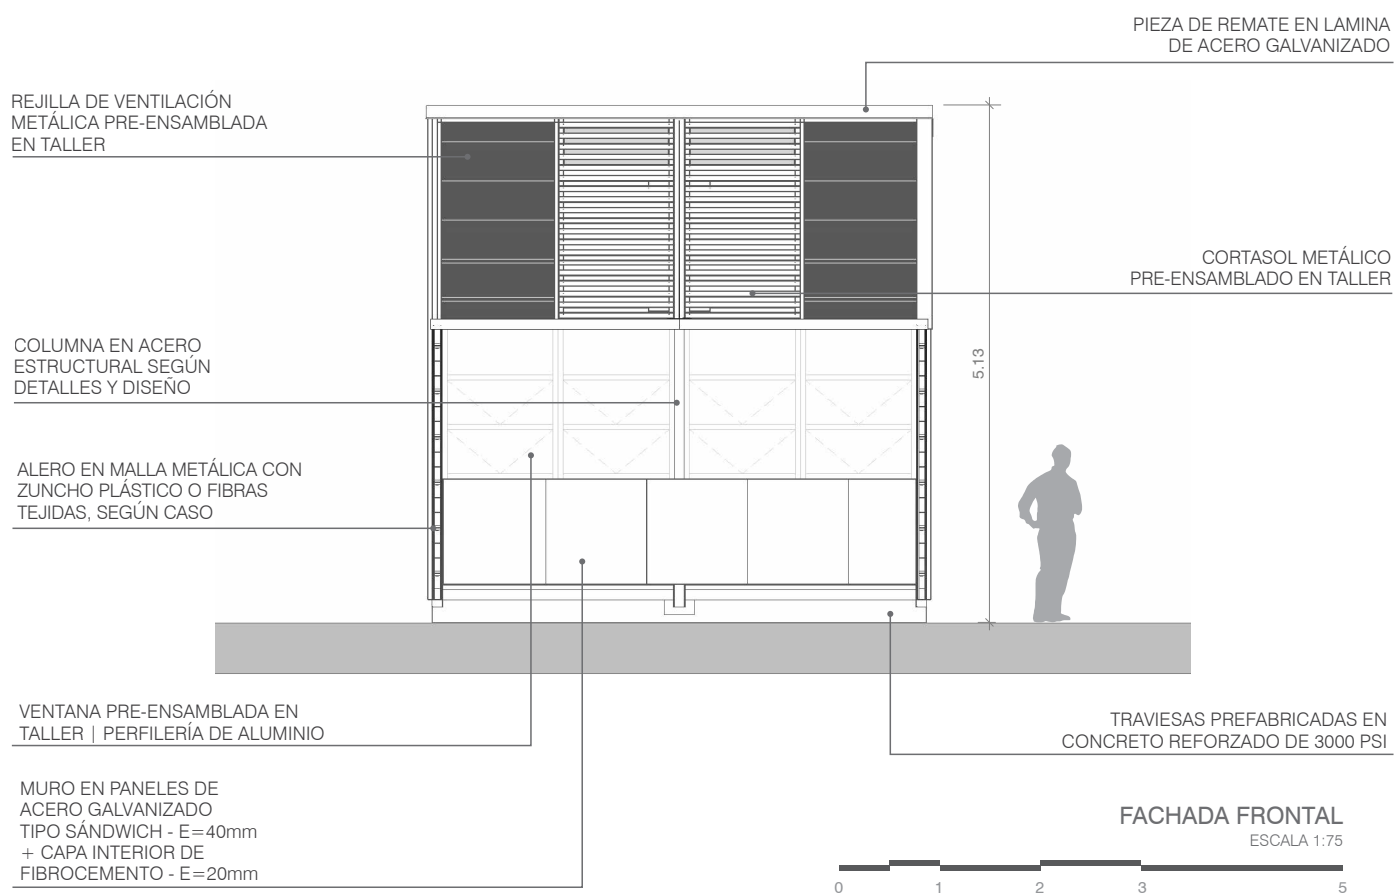 PIEZA DE REMATE EN LAMINA
DE ACERO GALVANIZADO
REJILLA DE VENTILACIÓN
METÁLICA PRE-ENSAMBLADA
EN TALLER
CORTASOL METÁLICO
PRE-ENSAMBLADO EN TALLER
COLUMNA EN ACERO
ESTRUCTURAL SEGÚN
DETALLES Y DISEÑO
5.13
ALERO EN MALLA METÁLICA CON
ZUNCHO PLÁSTICO O FIBRAS
TEJIDAS, SEGÚN CASO
VENTANA PRE-ENSAMBLADA EN
TALLER | PERFILERÍA DE ALUMINIO
TRAVIESAS PREFABRICADAS EN
CONCRETO REFORZADO DE 3000 PSI
MURO EN PANELES DE
ACERO GALVANIZADO
TIPO SÁNDWICH - E=40mm
+ CAPA INTERIOR DE
FIBROCEMENTO - E=20mm
FACHADA FRONTAL
ESCALA 1:75
0 1 2 3 5